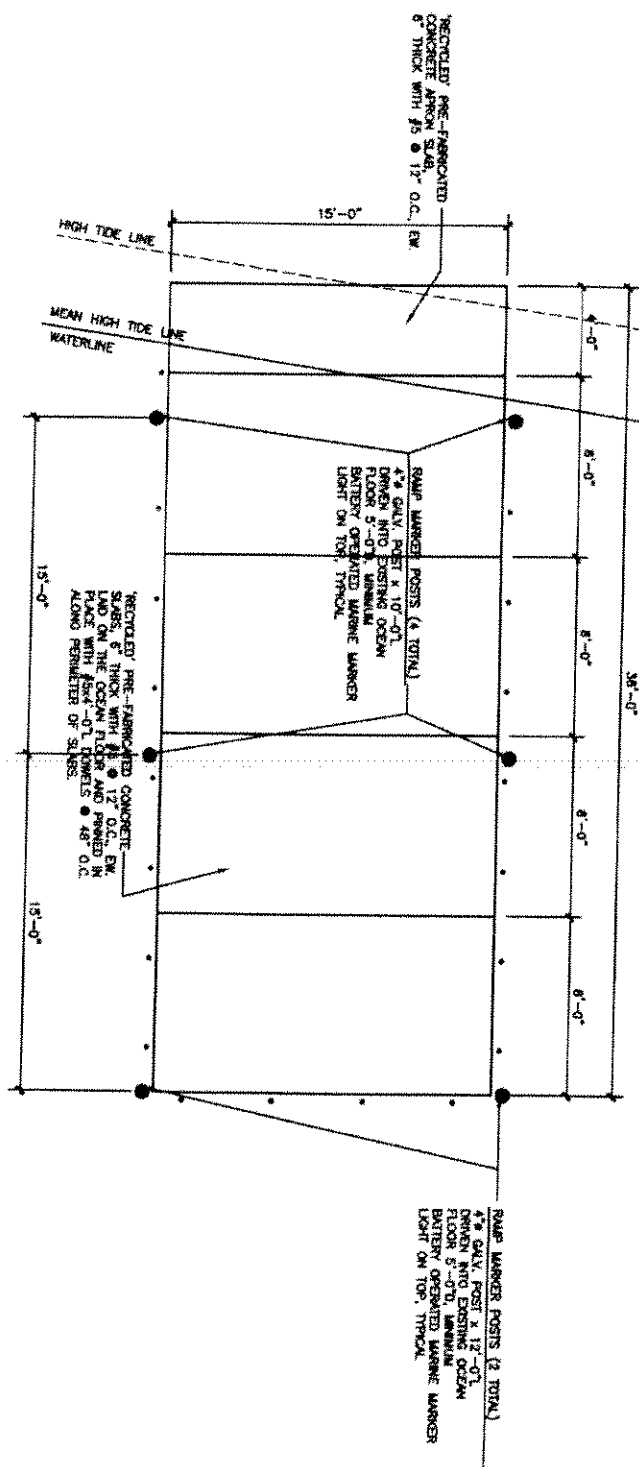 'RECYCLED' PRE-FABRICATED
CONCRETE APRON SLAB,
6" THICK WITH #5 @ 12" O.C., EW.
15'-0"
HIGH TIDE LINE
MEAN HIGH TIDE LINE
WATERLINE
4'-0"
8'-0"
8'-0"
8'-0"
8'-0"
36'-0"
RAMP MARKER POSTS (4 TOTAL)
4"ø GALV. POST x 10'-0"L
DRIVEN INTO EXISTING OCEAN
FLOOR 5'-0"D, MINIMUM
BATTERY OPERATED MARINE MARKER
LIGHT ON TOP, TYPICAL
15'-0"
15'-0"
'RECYCLED' PRE-FABRICATED CONCRETE
SLABS, 6" THICK WITH #5 @ 12" O.C., EW.
LAID ON THE OCEAN FLOOR AND PINNED IN
PLACE WITH #5x4'-0"L DOWELS @ 48" O.C.
ALONG PERIMETER OF SLABS.
RAMP MARKER POSTS (2 TOTAL)
4"ø GALV. POST x 12'-0"L
DRIVEN INTO EXISTING OCEAN
FLOOR 5'-0"D, MINIMUM
BATTERY OPERATED MARINE MARKER
LIGHT ON TOP, TYPICAL